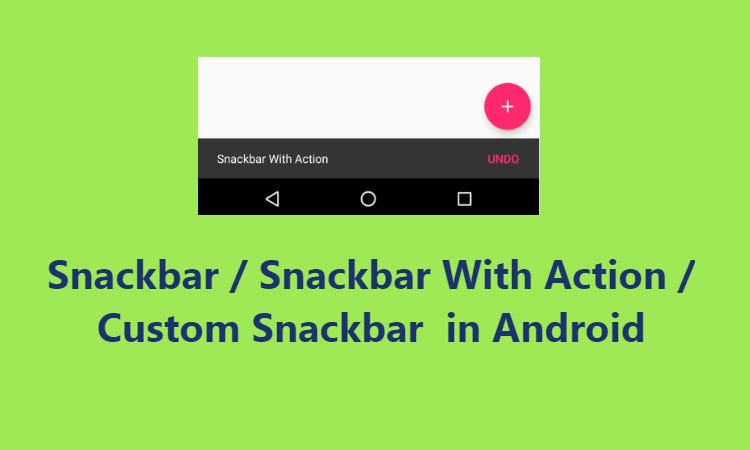 Snackbar With Action UNDO
Snackbar / Snackbar With Action /
Custom Snackbar in Android